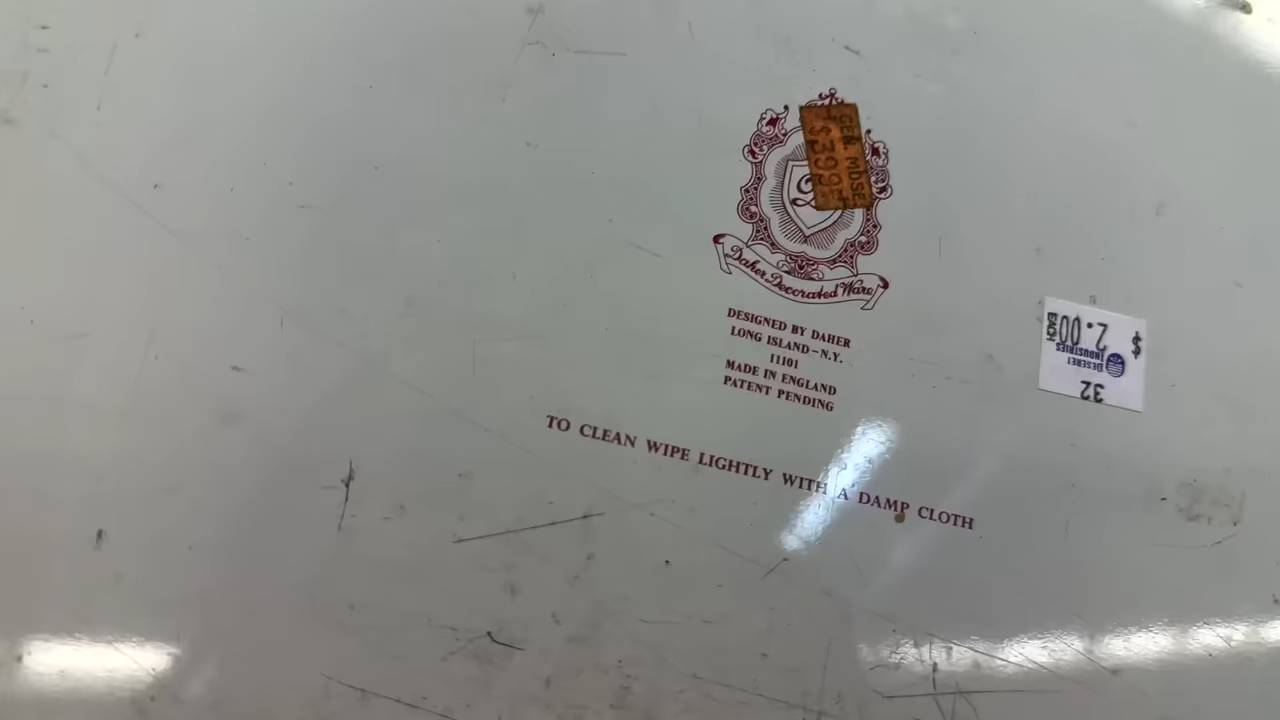 GEN. MDSE.
$3.99
Daher Decorated Ware
DESIGNED BY DAHER
LONG ISLAND–N.Y.
11101
MADE IN ENGLAND
PATENT PENDING
TO CLEAN WIPE LIGHTLY WITH A DAMP CLOTH
32
DESERET
INDUSTRIES
$ 2.00
EACH